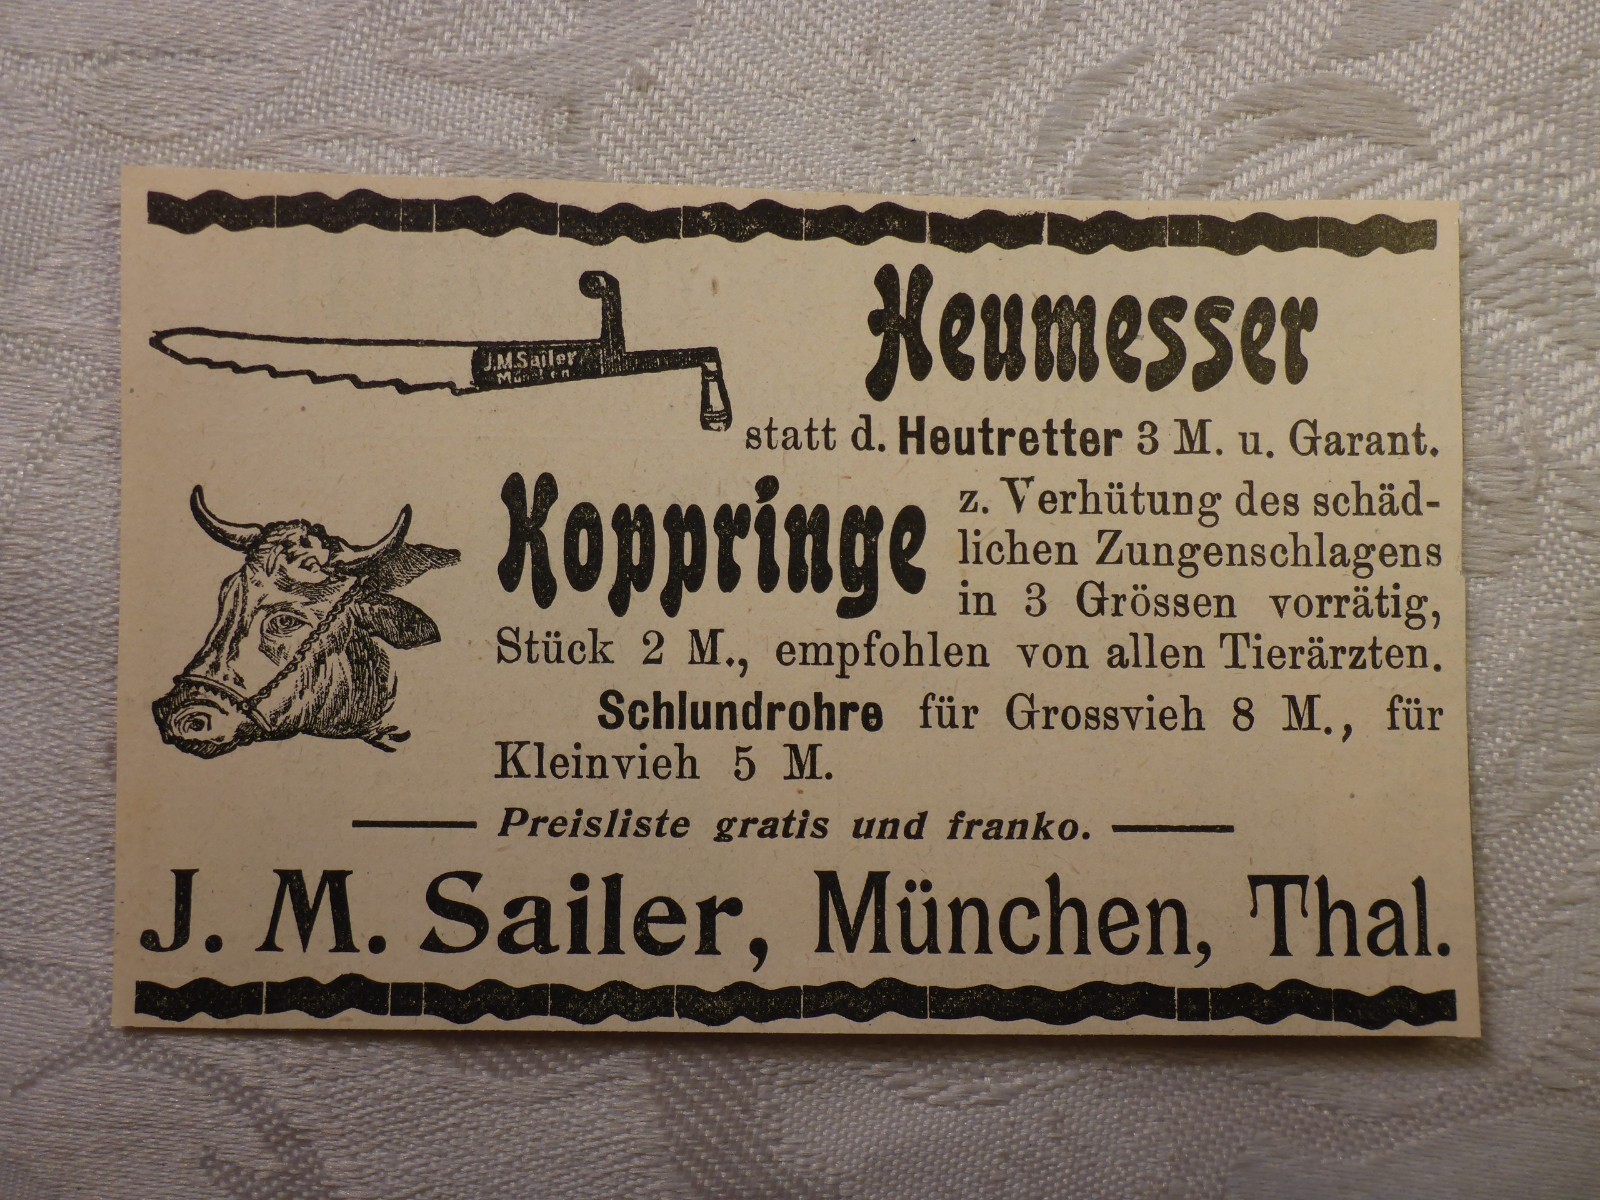 J.M.Sailer
München
Heumesser
statt d. Heutretter 3 M. u. Garant.
Koppringe
z. Verhütung des schäd-
lichen Zungenschlagens
in 3 Grössen vorrätig,
Stück 2 M., empfohlen von allen Tierärzten.
Schlundrohre für Grossvieh 8 M., für
Kleinvieh 5 M.
Preisliste gratis und franko.
J. M. Sailer, München, Thal.